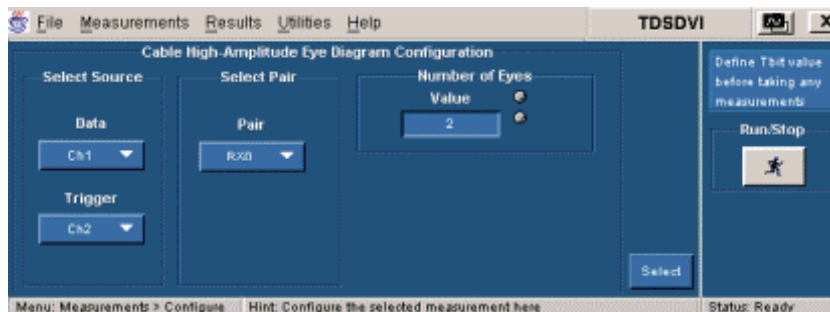 File Measurements Results Utilities Help TDSDVI X
Cable High-Amplitude Eye Diagram Configuration
Select Source
Data
Ch1
Trigger
Ch2
Select Pair
Pair
RX0
Number of Eyes
Value
2
Select
Define Tbit value
before taking any
measurements
Run/Stop
Menu: Measurements > Configure Hint: Configure the selected measurement here Status: Ready